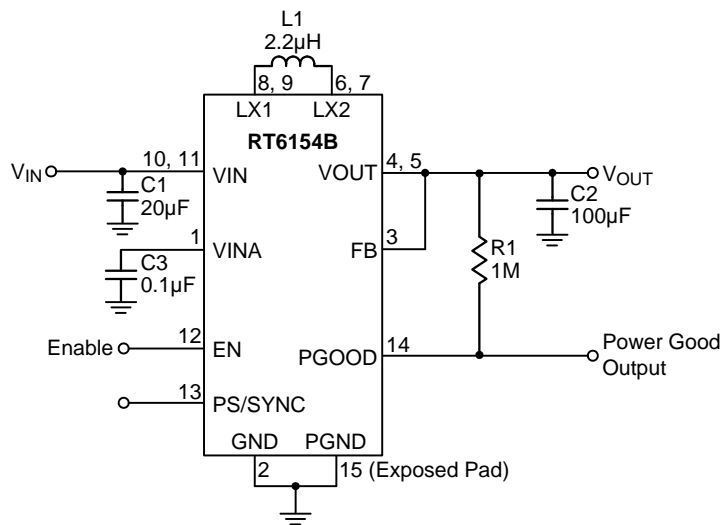 L1
2.2µH
8, 9
6, 7
LX1
LX2
RT6154B
VIN
10, 11
VIN
C1
20µF
VOUT
4, 5
VOUT
C2
100µF
1
VINA
C3
0.1µF
FB
3
R1
1M
Enable
12
EN
PGOOD
14
Power Good
Output
13
PS/SYNC
GND
PGND
2
15 (Exposed Pad)